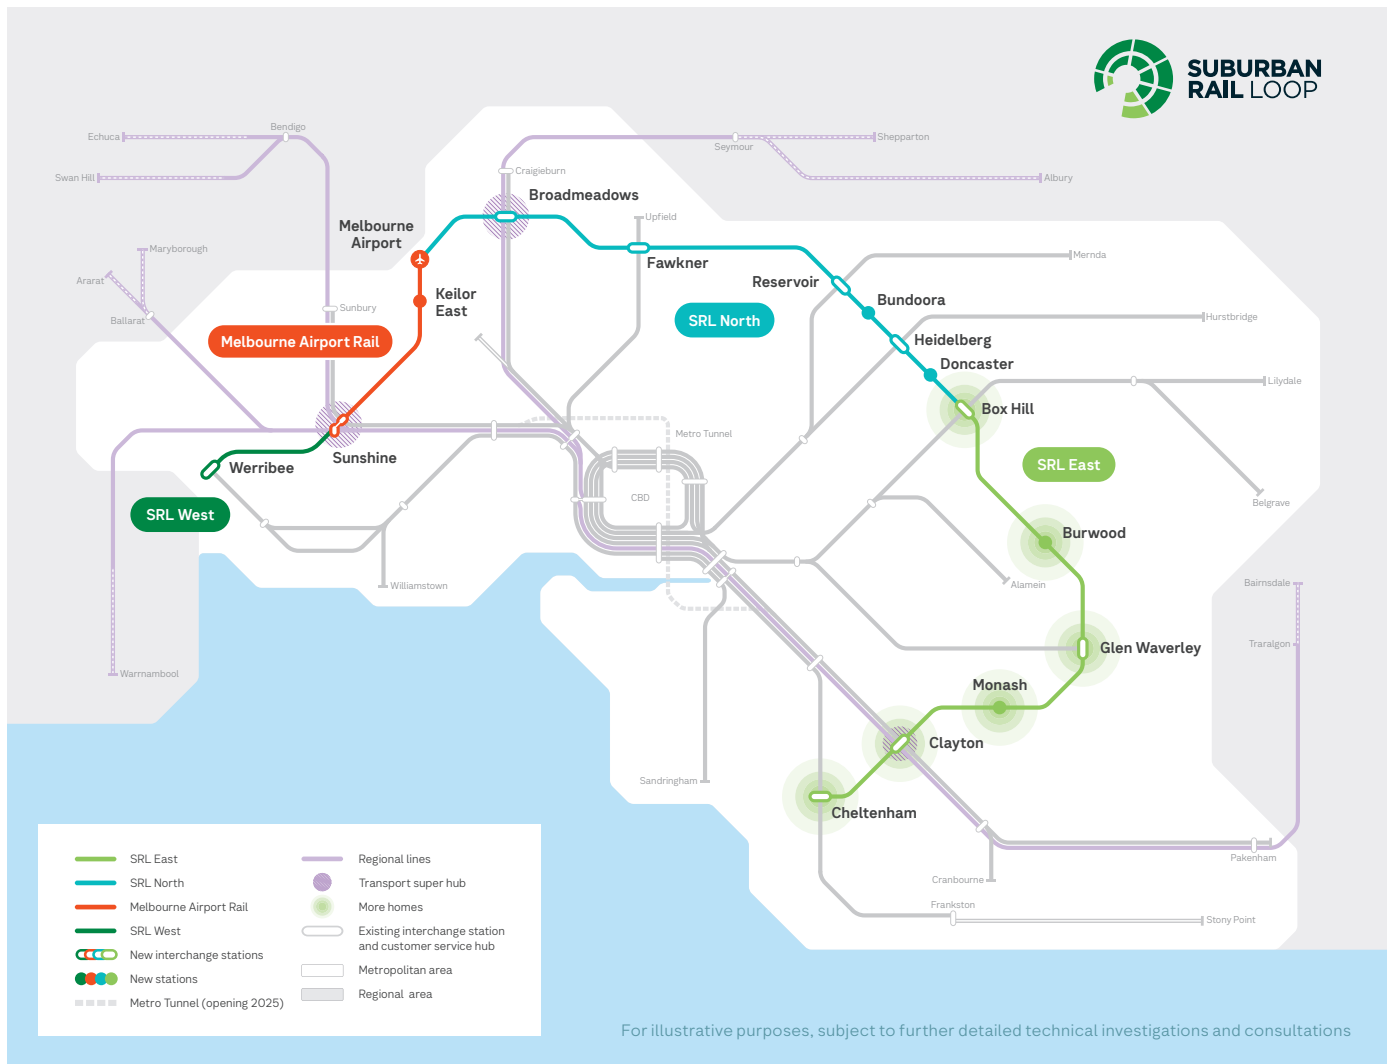 SUBURBAN
RAIL LOOP
Echuca
Bendigo
Swan Hill
Seymour
Shepparton
Albury
Craigieburn
Broadmeadows
Upfield
Melbourne
Airport
Fawkner
Maryborough
Ararat
Ballarat
Keilor
East
Sunbury
Reservoir
Mernda
Bundoora
SRL North
Hurstbridge
Melbourne Airport Rail
Heidelberg
Doncaster
Lilydale
Box Hill
Metro Tunnel
Sunshine
Werribee
SRL East
CBD
Belgrave
SRL West
Burwood
Williamstown
Alamein
Bairnsdale
Traralgon
Glen Waverley
Warrnambool
Monash
Clayton
Sandringham
Cheltenham
Pakenham
Cranbourne
Frankston
Stony Point
SRL East
SRL North
Melbourne Airport Rail
SRL West
New interchange stations
New stations
Metro Tunnel (opening 2025)
Regional lines
Transport super hub
More homes
Existing interchange station
and customer service hub
Metropolitan area
Regional area
For illustrative purposes, subject to further detailed technical investigations and consultations